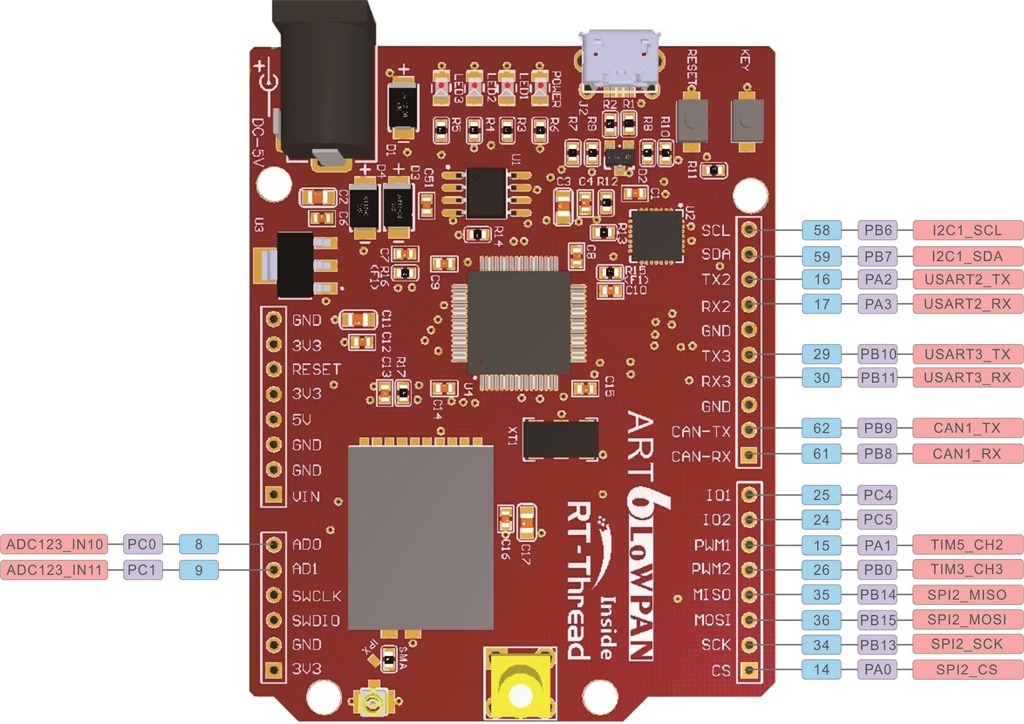 DC-5V
D1
LED3
LED2
LED1
POWER
R5
R4
R3
R6
J2
R2 R1
R7 R9 R8 R10
RESET
KEY
R11
D2
C1
U1
C51
D4
D3
C2
C6
U3
C3 C4 R12
U2
R14
R13
C8
C7
R16
C9
R15
C10
C11
C12
C13
R17
C14
U4
C15
XT1
C16
C17
GND
3V3
RESET
3V3
5V
GND
GND
VIN
ADC123_IN10 PC0 8 AD0
ADC123_IN11 PC1 9 AD1
SWCLK
SWDIO
GND
3V3
IPX
SMA
ART
6LoWPAN
RT-Thread
Inside
SCL 58 PB6 I2C1_SCL
SDA 59 PB7 I2C1_SDA
TX2 16 PA2 USART2_TX
RX2 17 PA3 USART2_RX
GND
TX3 29 PB10 USART3_TX
RX3 30 PB11 USART3_RX
GND
CAN-TX 62 PB9 CAN1_TX
CAN-RX 61 PB8 CAN1_RX
IO1 25 PC4
IO2 24 PC5
PWM1 15 PA1 TIM5_CH2
PWM2 26 PB0 TIM3_CH3
MISO 35 PB14 SPI2_MISO
MOSI 36 PB15 SPI2_MOSI
SCK 34 PB13 SPI2_SCK
CS 14 PA0 SPI2_CS